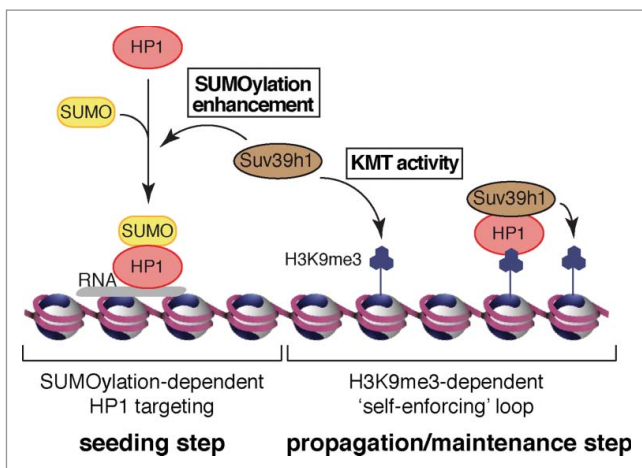 HP1
SUMOylation
enhancement
SUMO
Suv39h1
KMT activity
Suv39h1
HP1
SUMO
HP1
RNA
H3K9me3
SUMOylation-dependent
HP1 targeting
H3K9me3-dependent
‘self-enforcing’ loop
seeding step
propagation/maintenance step